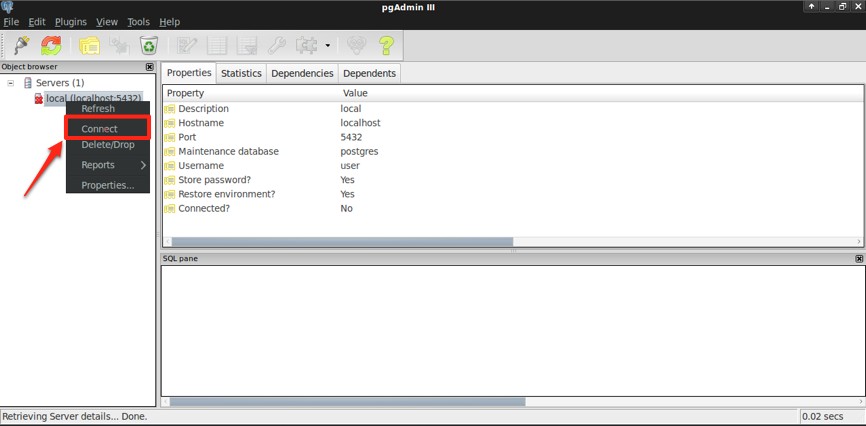 pgAdmin III
File Edit Plugins View Tools Help
Object browser
Servers (1)
local (localhost:5432)
Refresh
Connect
Delete/Drop
Reports
Properties...
Properties Statistics Dependencies Dependents
Property Value
Description local
Hostname localhost
Port 5432
Maintenance database postgres
Username user
Store password? Yes
Restore environment? Yes
Connected? No
SQL pane
Retrieving Server details... Done. 0.02 secs